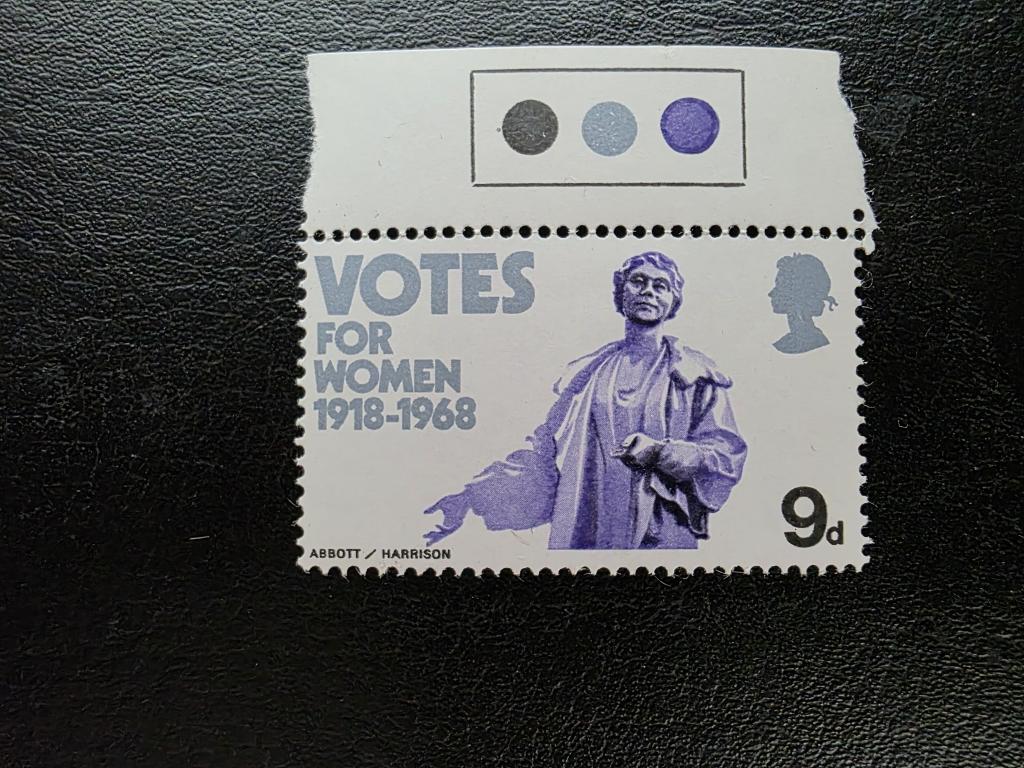 VOTES
FOR
WOMEN
1918-1968
9d
ABBOTT / HARRISON